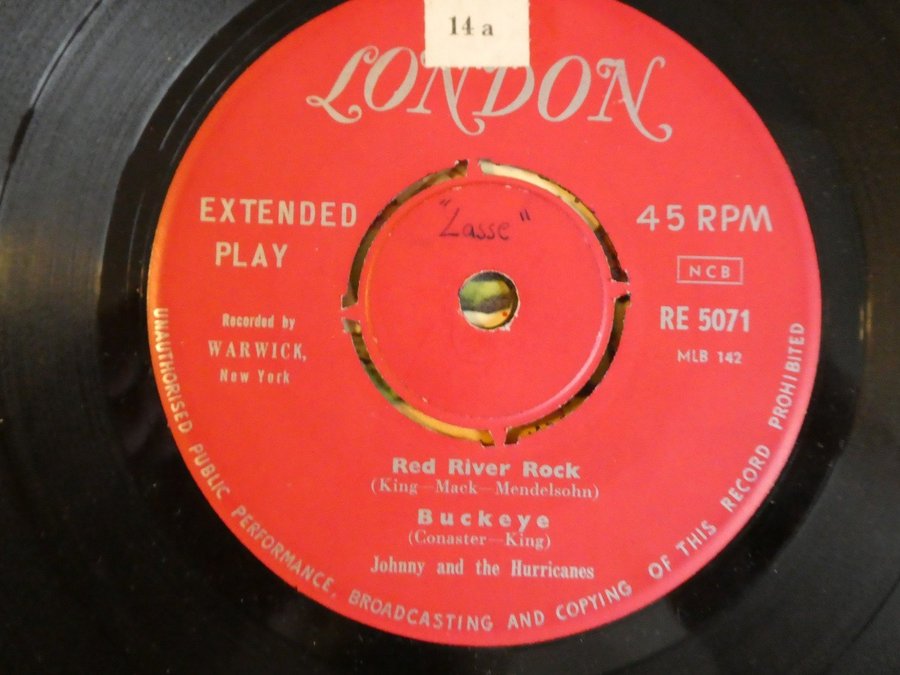 14 a
LONDON
EXTENDED
PLAY
"Lasse"
45 RPM
NCB
RE 5071
MLB 142
Recorded by
WARWICK,
New York
Red River Rock
(King—Mack—Mendelsohn)
Buckeye
(Conaster—King)
Johnny and the Hurricanes
UNAUTHORISED PUBLIC PERFORMANCE, BROADCASTING AND COPYING OF THIS RECORD PROHIBITED